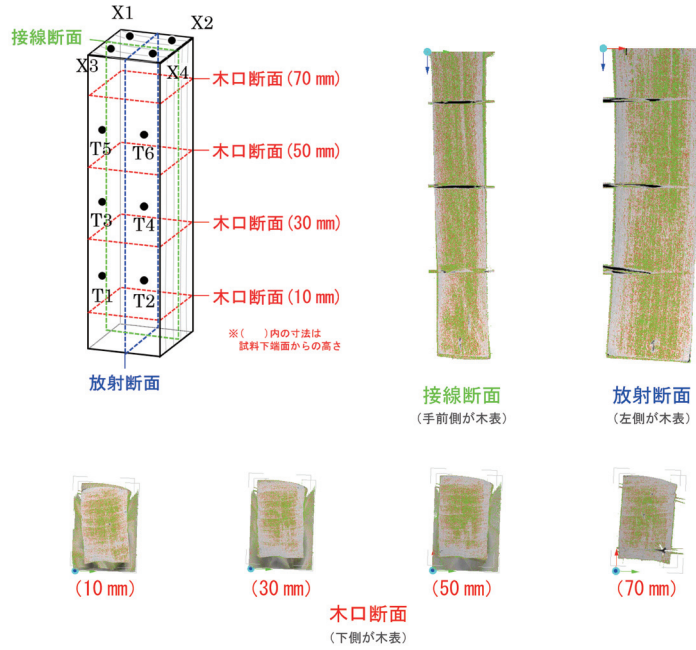 X1
X2
接線断面
X3
X4
木口断面(70 mm)
T5
T6
木口断面(50 mm)
T3
T4
木口断面(30 mm)
T1
T2
木口断面(10 mm)
※(　　)内の寸法は
試料下端面からの高さ
放射断面
接線断面
(手前側が木表)
放射断面
(左側が木表)
(10 mm)
(30 mm)
(50 mm)
(70 mm)
木口断面
(下側が木表)